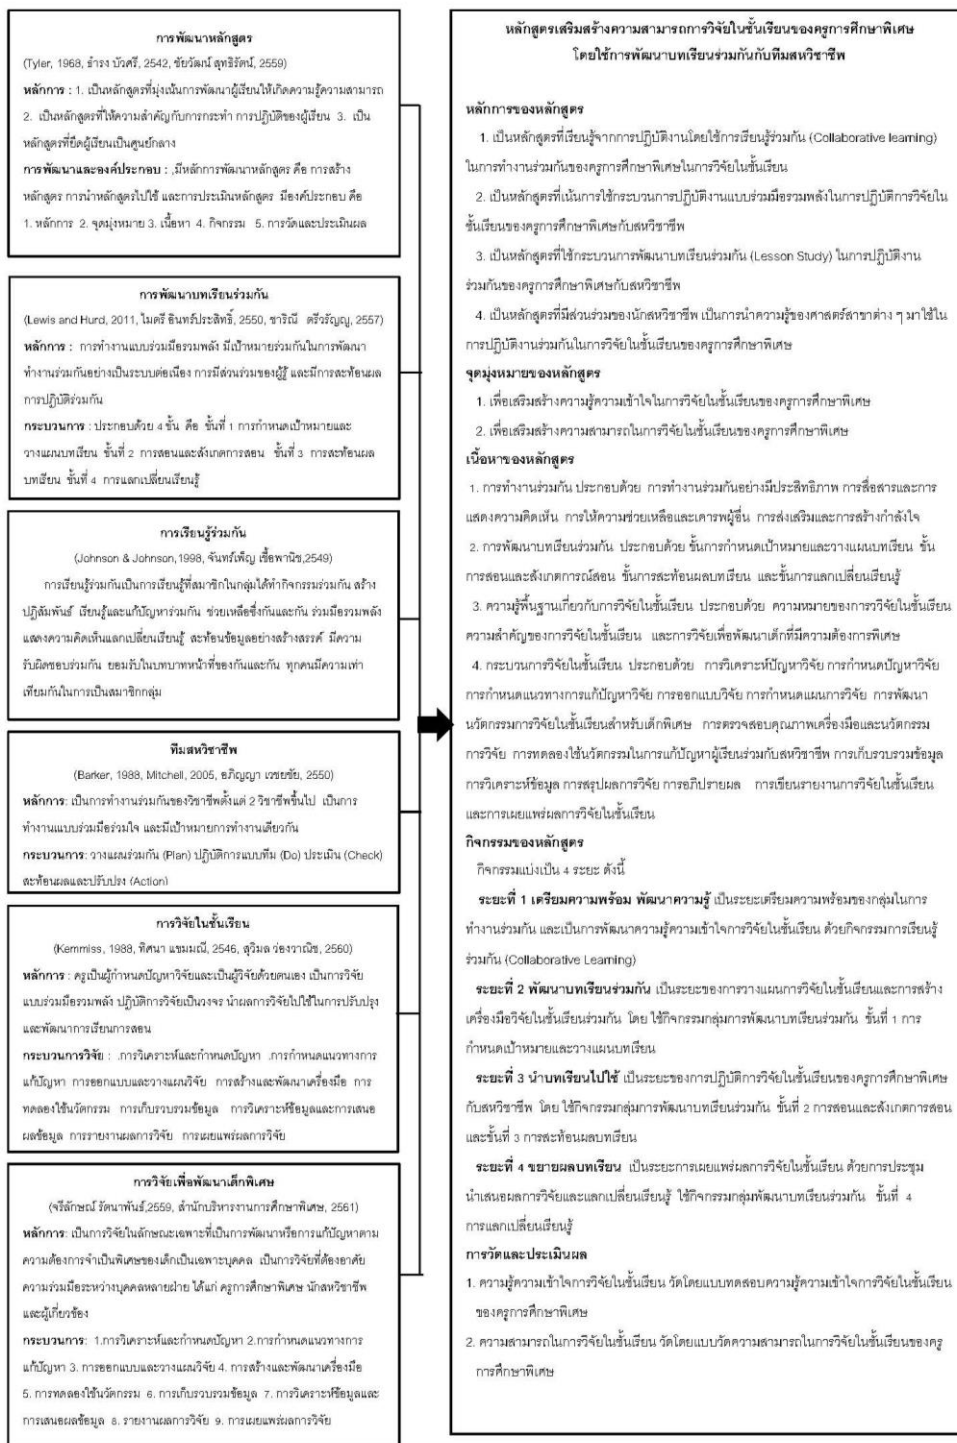 การพัฒนาหลักสูตร
(Tyler, 1968, ธำรง บัวศรี, 2542, ชัยวัฒน์ สุทธิรัตน์, 2559)
หลักการ : 1. เป็นหลักสูตรที่มุ่งเน้นการพัฒนาผู้เรียนให้เกิดความรู้ความสามารถ
2. เป็นหลักสูตรที่ให้ความสำคัญกับการกระทำ การปฏิบัติของผู้เรียน 3. เป็น
หลักสูตรที่ยึดผู้เรียนเป็นศูนย์กลาง
การพัฒนาและองค์ประกอบ : ,มีหลักการพัฒนาหลักสูตร คือ การสร้าง
หลักสูตร การนำหลักสูตรไปใช้ และการประเมินหลักสูตร มีองค์ประกอบ คือ
1. หลักการ 2. จุดมุ่งหมาย 3. เนื้อหา 4. กิจกรรม 5. การวัดและประเมินผล
การพัฒนาบทเรียนร่วมกัน
(Lewis and Hurd, 2011, ไมตรี อินทร์ประสิทธิ์, 2550, ชาริณี ตรีวรัญญู, 2557)
หลักการ : การทำงานแบบร่วมมือรวมพลัง มีเป้าหมายร่วมกันในการพัฒนา
ทำงานร่วมกันอย่างเป็นระบบต่อเนื่อง การมีส่วนร่วมของผู้รู้ และมีการสะท้อนผล
การปฏิบัติร่วมกัน
กระบวนการ : ประกอบด้วย 4 ขั้น คือ ขั้นที่ 1 การกำหนดเป้าหมายและ
วางแผนบทเรียน ขั้นที่ 2 การสอนและสังเกตการสอน ขั้นที่ 3 การสะท้อนผล
บทเรียน ขั้นที่ 4 การแลกเปลี่ยนเรียนรู้
การเรียนรู้ร่วมกัน
(Johnson & Johnson,1998, จันทร์เพ็ญ เชื้อพานิช,2549)
การเรียนรู้ร่วมกันเป็นการเรียนรู้ที่สมาชิกในกลุ่มได้ทำกิจกรรมร่วมกัน สร้าง
ปฏิสัมพันธ์ เรียนรู้และแก้ปัญหาร่วมกัน ช่วยเหลือซึ่งกันและกัน ร่วมมือรวมพลัง
แสดงความคิดเห็นแลกเปลี่ยนเรียนรู้ สะท้อนข้อมูลอย่างสร้างสรรค์ มีความ
รับผิดชอบร่วมกัน ยอมรับในบทบาทหน้าที่ของกันและกัน ทุกคนมีความเท่า
เทียมกันในการเป็นสมาชิกกลุ่ม
ทีมสหวิชาชีพ
(Barker, 1988, Mitchell, 2005, อภิญญา เวชยชัย, 2550)
หลักการ: เป็นการทำงานร่วมกันของวิชาชีพตั้งแต่ 2 วิชาชีพขึ้นไป เป็นการ
ทำงานแบบร่วมมือร่วมใจ และมีเป้าหมายการทำงานเดียวกัน
กระบวนการ: วางแผนร่วมกัน (Plan) ปฏิบัติการแบบทีม (Do) ประเมิน (Check)
สะท้อนผลและปรับปรุง (Action)
การวิจัยในชั้นเรียน
(Kemmiss, 1988, ทิศนา แขมมณี, 2546, สุวิมล ว่องวาณิช, 2560)
หลักการ : ครูเป็นผู้กำหนดปัญหาวิจัยและเป็นผู้วิจัยด้วยตนเอง เป็นการวิจัย
แบบร่วมมือรวมพลัง ปฏิบัติการวิจัยเป็นวงจร นำผลการวิจัยไปใช้ในการปรับปรุง
และพัฒนาการเรียนการสอน
กระบวนการวิจัย : .การวิเคราะห์และกำหนดปัญหา .การกำหนดแนวทางการ
แก้ปัญหา การออกแบบและวางแผนวิจัย การสร้างและพัฒนาเครื่องมือ การ
ทดลองใช้นวัตกรรม การเก็บรวบรวมข้อมูล การวิเคราะห์ข้อมูลและการเสนอ
ผลข้อมูล การรายงานผลการวิจัย การเผยแพร่ผลการวิจัย
การวิจัยเพื่อพัฒนาเด็กพิเศษ
(จรีลักษณ์ รัตนาพันธ์,2559, สำนักบริหารงานการศึกษาพิเศษ, 2561)
หลักการ: เป็นการวิจัยในลักษณะเฉพาะที่เป็นการพัฒนาหรือการแก้ปัญหาตาม
ความต้องการจำเป็นพิเศษของเด็กเป็นเฉพาะบุคคล เป็นการวิจัยที่ต้องอาศัย
ความร่วมมือระหว่างบุคคลหลายฝ่าย ได้แก่ ครูการศึกษาพิเศษ นักสหวิชาชีพ
และผู้เกี่ยวข้อง
กระบวนการ: 1.การวิเคราะห์และกำหนดปัญหา 2.การกำหนดแนวทางการ
แก้ปัญหา 3. การออกแบบและวางแผนวิจัย 4. การสร้างและพัฒนาเครื่องมือ
5. การทดลองใช้นวัตกรรม 6. การเก็บรวบรวมข้อมูล 7. การวิเคราะห์ข้อมูลและ
การเสนอผลข้อมูล 8. รายงานผลการวิจัย 9. การเผยแพร่ผลการวิจัย
หลักสูตรเสริมสร้างความสามารถการวิจัยในชั้นเรียนของครูการศึกษาพิเศษ
โดยใช้การพัฒนาบทเรียนร่วมกันกับทีมสหวิชาชีพ
หลักการของหลักสูตร
1. เป็นหลักสูตรที่เรียนรู้จากการปฏิบัติงานโดยใช้การเรียนรู้ร่วมกัน (Collaborative learning)
ในการทำงานร่วมกันของครูการศึกษาพิเศษในการวิจัยในชั้นเรียน
2. เป็นหลักสูตรที่เน้นการใช้กระบวนการปฏิบัติงานแบบร่วมมือรวมพลังในการปฏิบัติการวิจัยใน
ชั้นเรียนของครูการศึกษาพิเศษกับสหวิชาชีพ
3. เป็นหลักสูตรที่ใช้กระบวนการพัฒนาบทเรียนร่วมกัน (Lesson Study) ในการปฏิบัติงาน
ร่วมกันของครูการศึกษาพิเศษกับสหวิชาชีพ
4. เป็นหลักสูตรที่มีส่วนร่วมของนักสหวิชาชีพ เป็นการนำความรู้ของศาสตร์สาขาต่าง ๆ มาใช้ใน
การปฏิบัติงานร่วมกันในการวิจัยในชั้นเรียนของครูการศึกษาพิเศษ
จุดมุ่งหมายของหลักสูตร
1. เพื่อเสริมสร้างความรู้ความเข้าใจในการวิจัยในชั้นเรียนของครูการศึกษาพิเศษ
2. เพื่อเสริมสร้างความสามารถในการวิจัยในชั้นเรียนของครูการศึกษาพิเศษ
เนื้อหาของหลักสูตร
1. การทำงานร่วมกัน ประกอบด้วย การทำงานร่วมกันอย่างมีประสิทธิภาพ การสื่อสารและการ
แสดงความคิดเห็น การให้ความช่วยเหลือและเคารพผู้อื่น การส่งเสริมและการสร้างกำลังใจ
2. การพัฒนาบทเรียนร่วมกัน ประกอบด้วย ขั้นการกำหนดเป้าหมายและวางแผนบทเรียน ขั้น
การสอนและสังเกตการณ์สอน ขั้นการสะท้อนผลบทเรียน และขั้นการแลกเปลี่ยนเรียนรู้
3. ความรู้พื้นฐานเกี่ยวกับการวิจัยในชั้นเรียน ประกอบด้วย ความหมายของการวิจัยในชั้นเรียน
ความสำคัญของการวิจัยในชั้นเรียน และการวิจัยเพื่อพัฒนาเด็กที่มีความต้องการพิเศษ
4. กระบวนการวิจัยในชั้นเรียน ประกอบด้วย การวิเคราะห์ปัญหาวิจัย การกำหนดปัญหาวิจัย
การกำหนดแนวทางการแก้ปัญหาวิจัย การออกแบบวิจัย การกำหนดแผนการวิจัย การพัฒนา
นวัตกรรมการวิจัยในชั้นเรียนสำหรับเด็กพิเศษ การตรวจสอบคุณภาพเครื่องมือและนวัตกรรม
การวิจัย การทดลองใช้นวัตกรรมในการแก้ปัญหาผู้เรียนร่วมกับสหวิชาชีพ การเก็บรวบรวมข้อมูล
การวิเคราะห์ข้อมูล การสรุปผลการวิจัย การอภิปรายผล การเขียนรายงานการวิจัยในชั้นเรียน
และการเผยแพร่ผลการวิจัยในชั้นเรียน
กิจกรรมของหลักสูตร
กิจกรรมแบ่งเป็น 4 ระยะ ดังนี้
ระยะที่ 1 เตรียมความพร้อม พัฒนาความรู้ เป็นระยะเตรียมความพร้อมของกลุ่มในการ
ทำงานร่วมกัน และเป็นการพัฒนาความรู้ความเข้าใจการวิจัยในชั้นเรียน ด้วยกิจกรรมการเรียนรู้
ร่วมกัน (Collaborative Learning)
ระยะที่ 2 พัฒนาบทเรียนร่วมกัน เป็นระยะของการวางแผนการวิจัยในชั้นเรียนและการสร้าง
เครื่องมือวิจัยในชั้นเรียนร่วมกัน โดย ใช้กิจกรรมกลุ่มการพัฒนาบทเรียนร่วมกัน ขั้นที่ 1 การ
กำหนดเป้าหมายและวางแผนบทเรียน
ระยะที่ 3 นำบทเรียนไปใช้ เป็นระยะของการปฏิบัติการวิจัยในชั้นเรียนของครูการศึกษาพิเศษ
กับสหวิชาชีพ โดย ใช้กิจกรรมกลุ่มการพัฒนาบทเรียนร่วมกัน ขั้นที่ 2 การสอนและสังเกตการสอน
และขั้นที่ 3 การสะท้อนผลบทเรียน
ระยะที่ 4 ขยายผลบทเรียน เป็นระยะการเผยแพร่ผลการวิจัยในชั้นเรียน ด้วยการประชุม
นำเสนอผลการวิจัยและแลกเปลี่ยนเรียนรู้ ใช้กิจกรรมกลุ่มพัฒนาบทเรียนร่วมกัน ขั้นที่ 4
การแลกเปลี่ยนเรียนรู้
การวัดและประเมินผล
1. ความรู้ความเข้าใจการวิจัยในชั้นเรียน วัดโดยแบบทดสอบความรู้ความเข้าใจการวิจัยในชั้นเรียน
ของครูการศึกษาพิเศษ
2. ความสามารถในการวิจัยในชั้นเรียน วัดโดยแบบวัดความสามารถในการวิจัยในชั้นเรียนของครู
การศึกษาพิเศษ